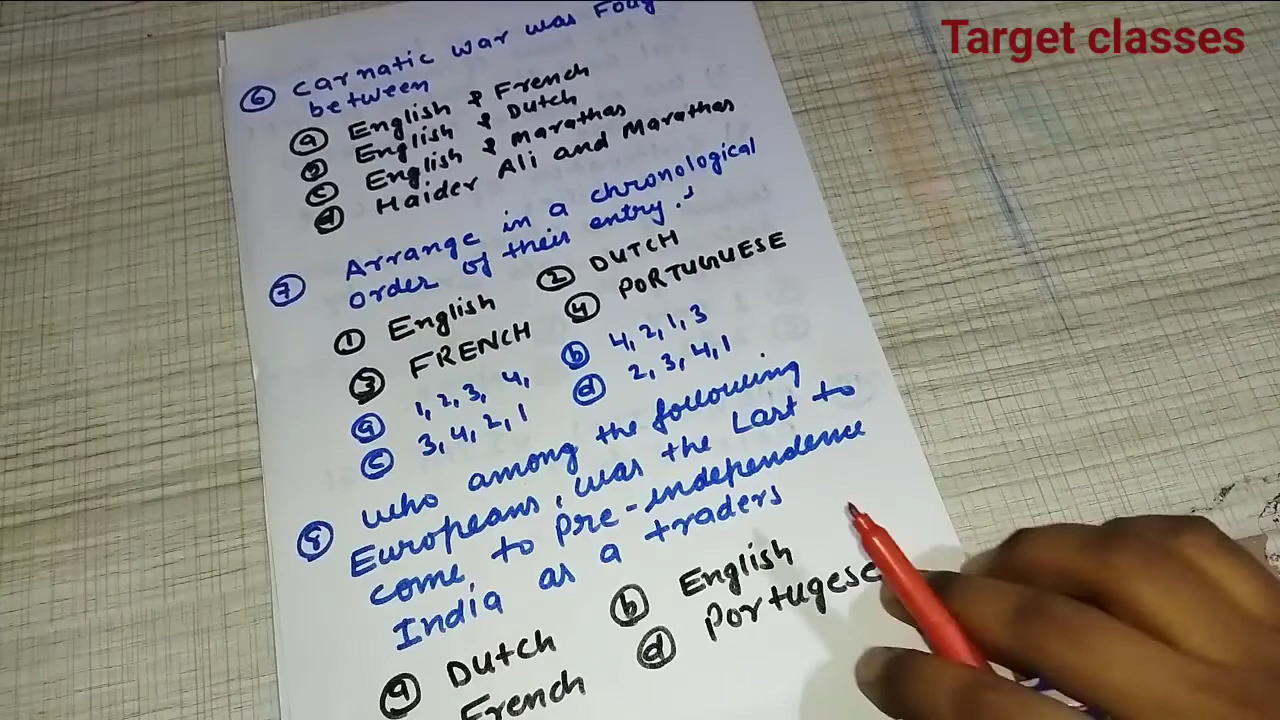 Target classes
⑥ Carnatic war was Foug
between
ⓐ English & French
ⓑ English & Dutch
ⓒ English & Marathas
ⓓ Haider Ali and Marathas
⑦ Arrange in a chronological
order of their entry.
① English ② DUTCH
③ FRENCH ④ PORTUGUESE
ⓐ 1, 2, 3, 4, ⓑ 4, 2, 1, 3
ⓒ 3, 4, 2, 1 ⓓ 2, 3, 4, 1
⑧ who among the following
Europeans, was the Last to
come to Pre-independence
India as a traders
ⓐ Dutch ⓑ English
French ⓓ Portugese